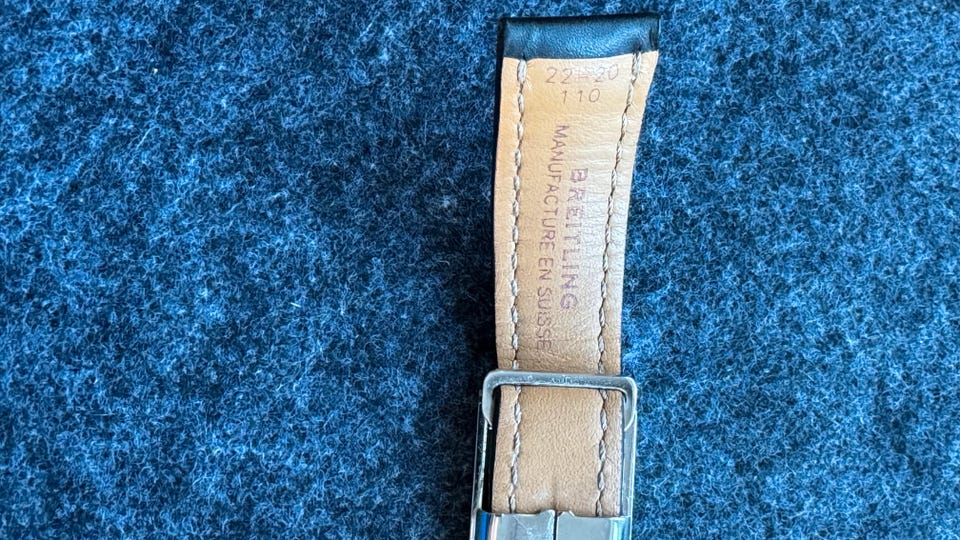 22-20
110
BREITLING
MANUFACTURE EN SUISSE